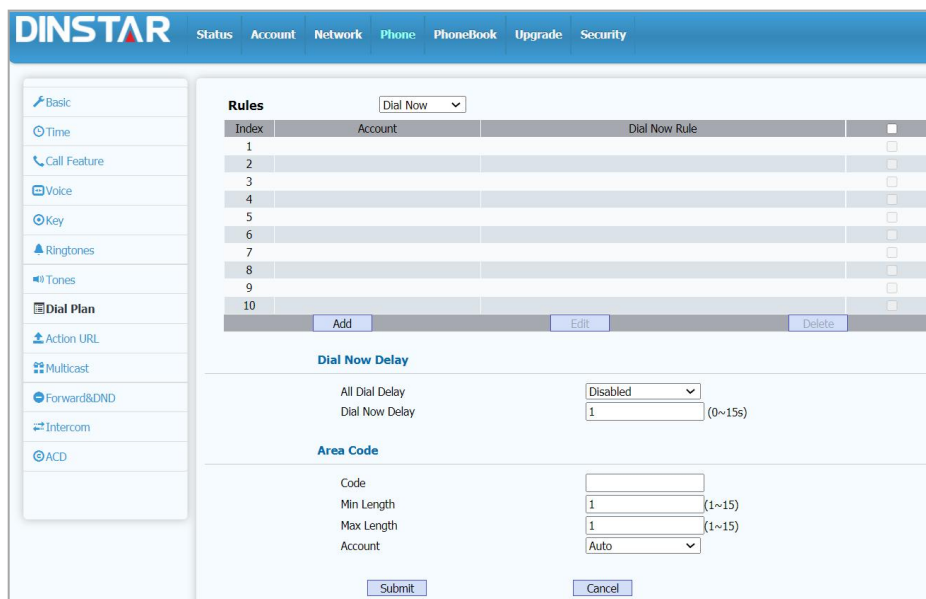 DINSTAR
Status Account Network Phone PhoneBook Upgrade Security
Basic
Time
Call Feature
Voice
Key
Ringtones
Tones
Dial Plan
Action URL
Multicast
Forward&DND
Intercom
ACD
Rules Dial Now
Index Account Dial Now Rule
1
2
3
4
5
6
7
8
9
10
Add Edit Delete
Dial Now Delay
All Dial Delay Disabled
Dial Now Delay 1 (0~15s)
Area Code
Code
Min Length 1 (1~15)
Max Length 1 (1~15)
Account Auto
Submit Cancel